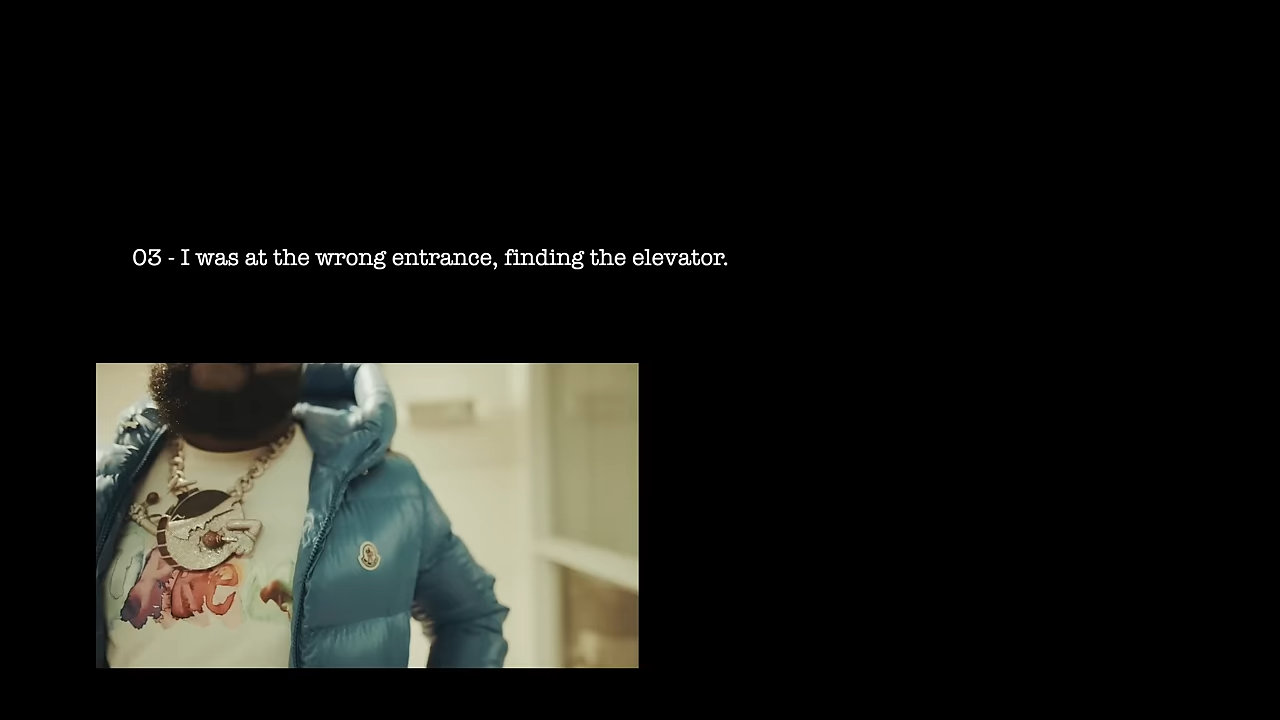 03 - I was at the wrong entrance, finding the elevator.